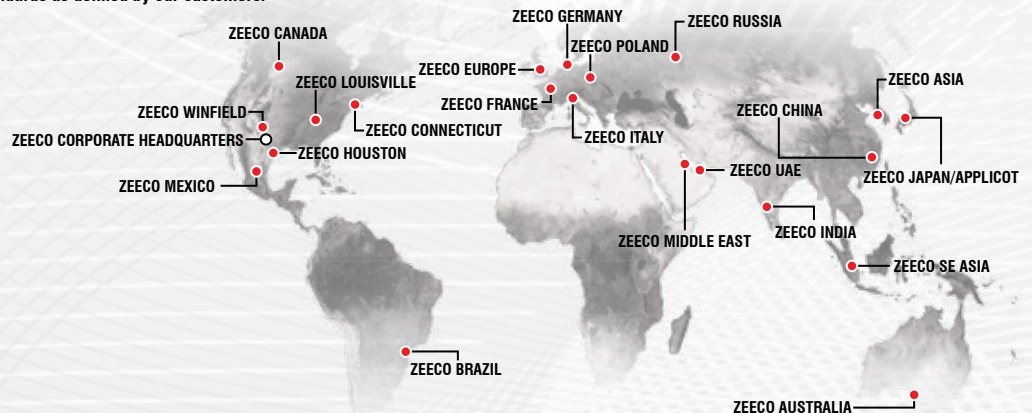 ZEECO GERMANY
ZEECO RUSSIA
ZEECO CANADA
ZEECO POLAND
ZEECO EUROPE
ZEECO LOUISVILLE
ZEECO ASIA
ZEECO FRANCE
ZEECO WINFIELD
ZEECO CHINA
ZEECO CONNECTICUT
ZEECO ITALY
ZEECO CORPORATE HEADQUARTERS
ZEECO HOUSTON
ZEECO UAE
ZEECO JAPAN/APPLICOT
ZEECO MEXICO
ZEECO INDIA
ZEECO MIDDLE EAST
ZEECO SE ASIA
ZEECO BRAZIL
ZEECO AUSTRALIA